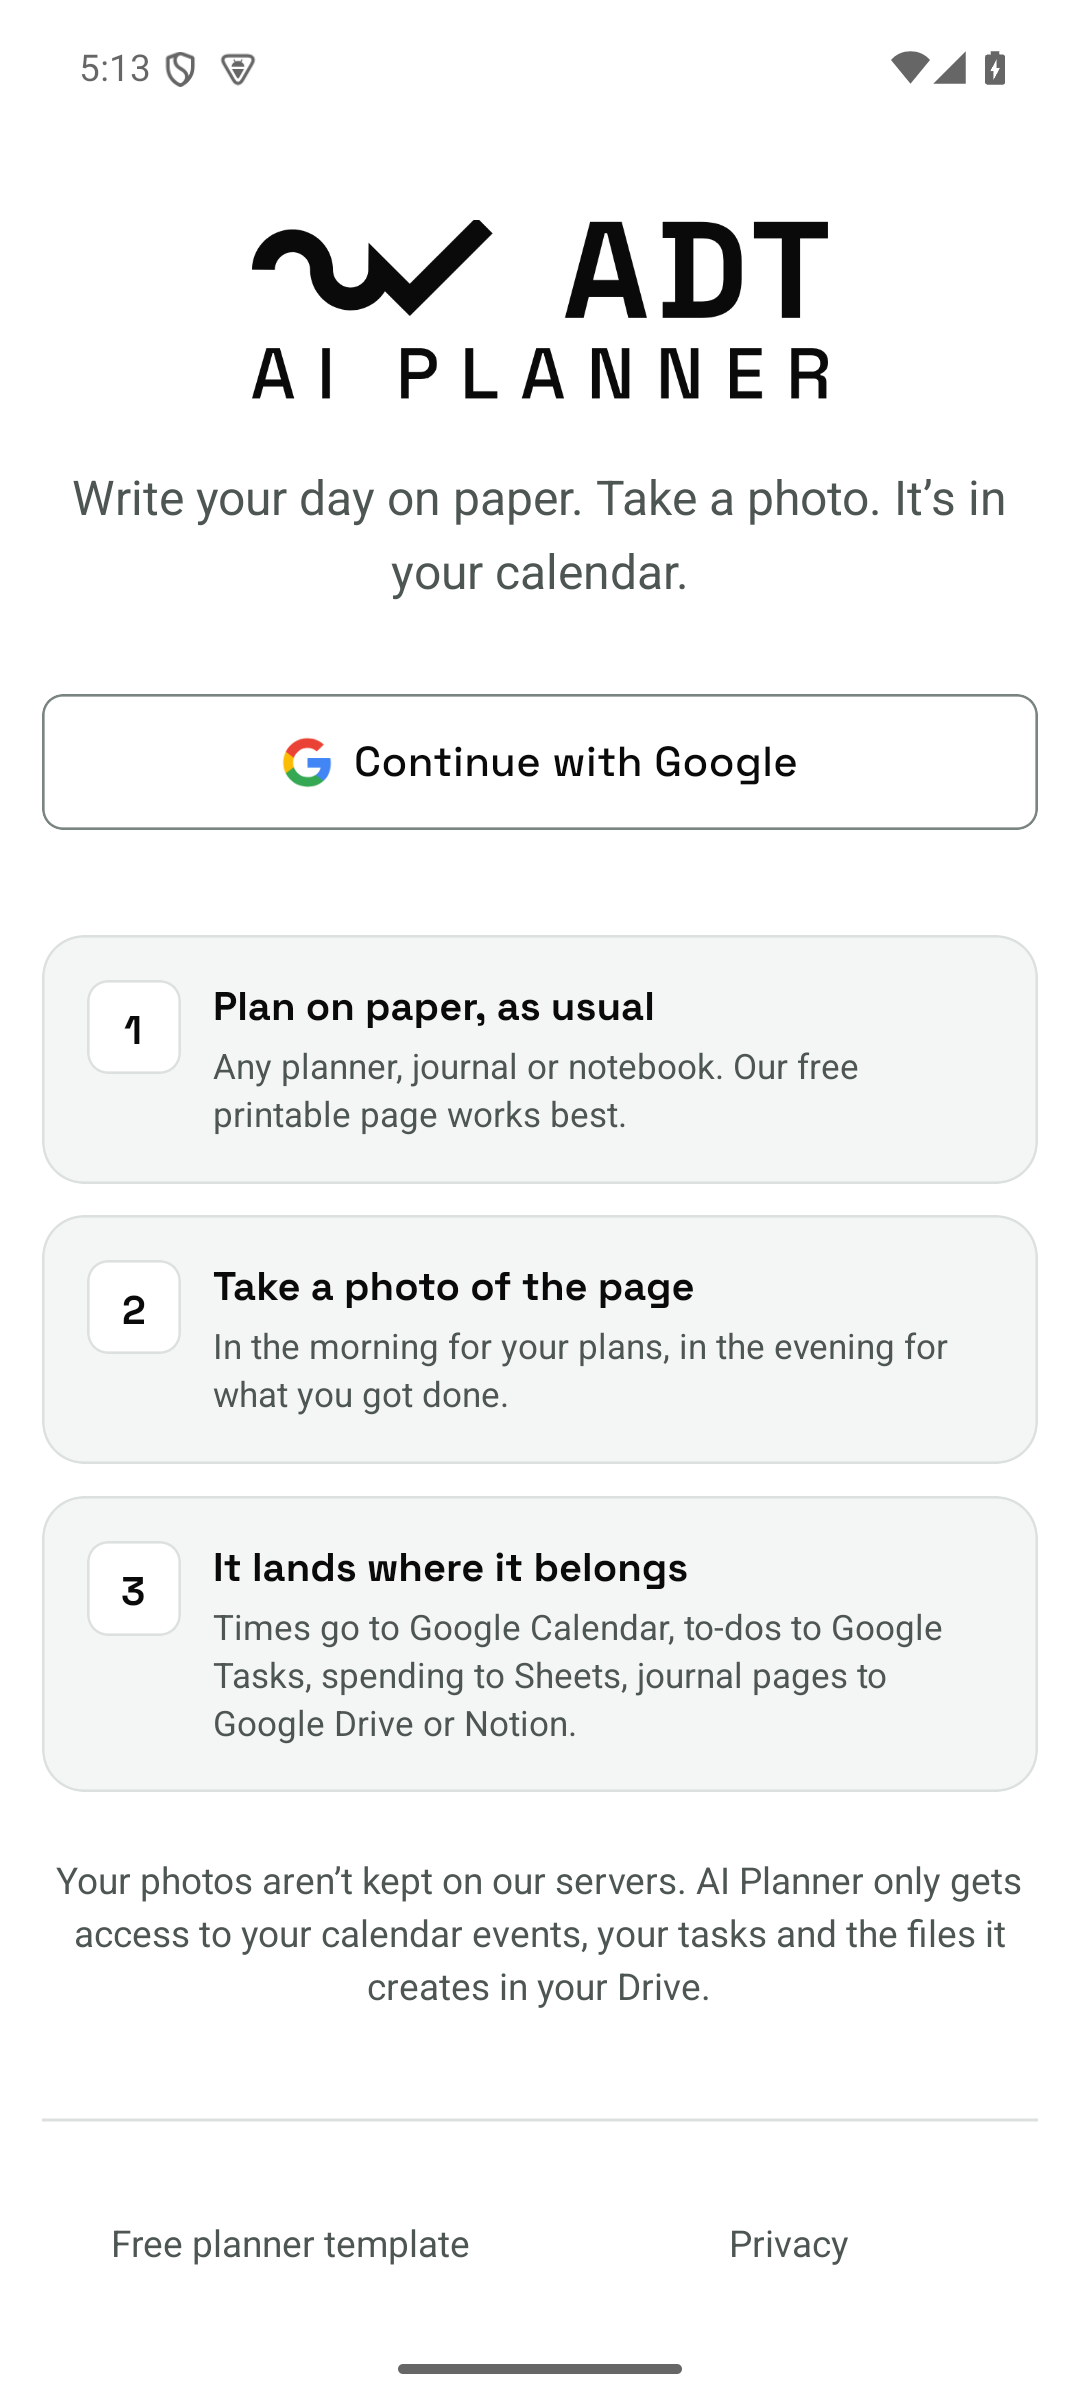 5:13
ADT
AI PLANNER
Write your day on paper. Take a photo. It’s in
your calendar.
Continue with Google
1
Plan on paper, as usual
Any planner, journal or notebook. Our free
printable page works best.
2
Take a photo of the page
In the morning for your plans, in the evening for
what you got done.
3
It lands where it belongs
Times go to Google Calendar, to-dos to Google
Tasks, spending to Sheets, journal pages to
Google Drive or Notion.
Your photos aren’t kept on our servers. AI Planner only gets
access to your calendar events, your tasks and the files it
creates in your Drive.
Free planner template
Privacy